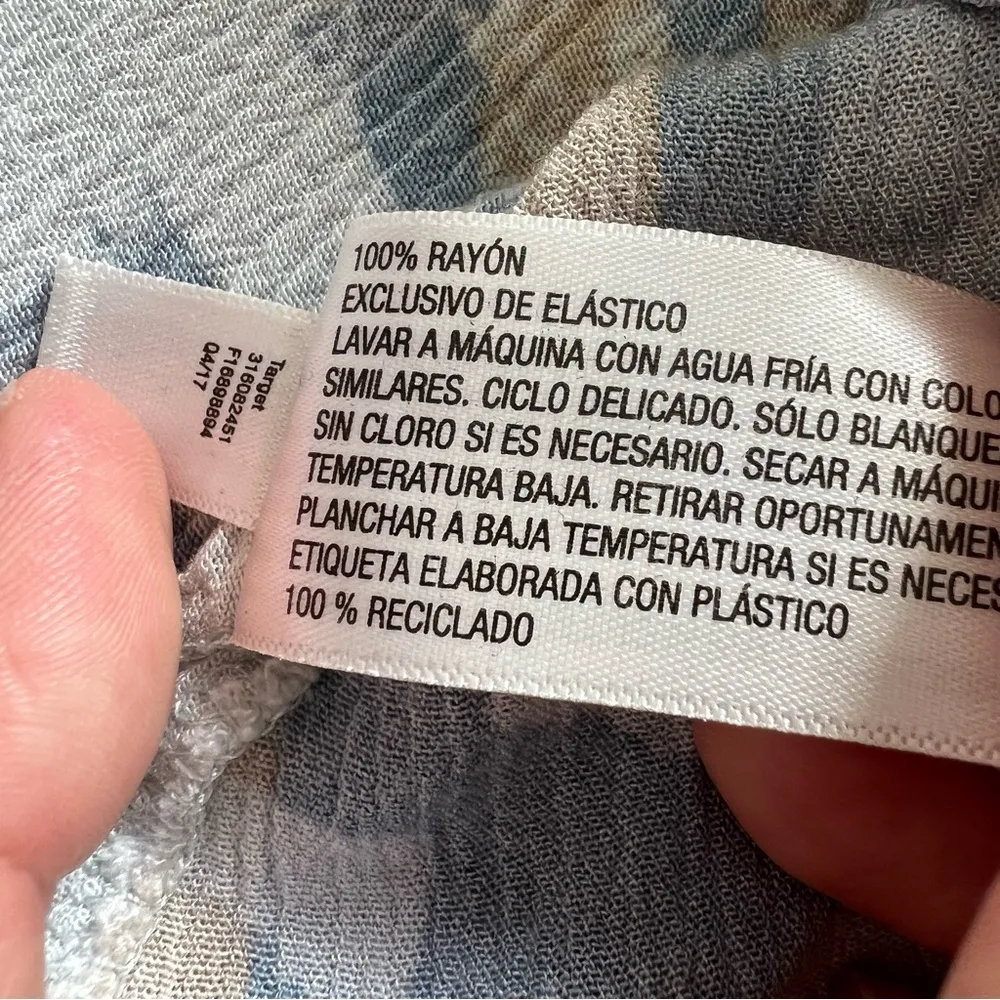 100% RAYÓN
EXCLUSIVO DE ELÁSTICO
LAVAR A MÁQUINA CON AGUA FRÍA CON COLO
SIMILARES. CICLO DELICADO. SÓLO BLANQUE
SIN CLORO SI ES NECESARIO. SECAR A MÁQUI
TEMPERATURA BAJA. RETIRAR OPORTUNAMEN
PLANCHAR A BAJA TEMPERATURA SI ES NECES
ETIQUETA ELABORADA CON PLÁSTICO
100 % RECICLADO
Target
316082451
F16898894
04/17